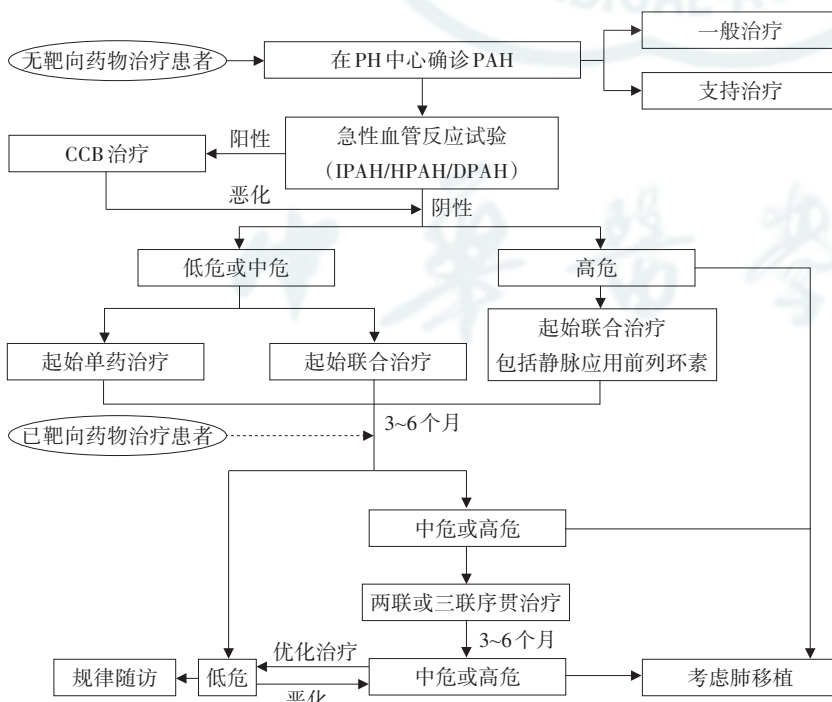 一般治疗
无靶向药物治疗患者
在PH中心确诊PAH
支持治疗
急性血管反应试验
(IPAH/HPAH/DPAH)
阳性
CCB治疗
恶化
阴性
低危或中危
高危
起始单药治疗
起始联合治疗
起始联合治疗
包括静脉应用前列环素
3~6个月
已靶向药物治疗患者
中危或高危
两联或三联序贯治疗
3~6个月
优化治疗
规律随访
低危
中危或高危
考虑肺移植
恶化